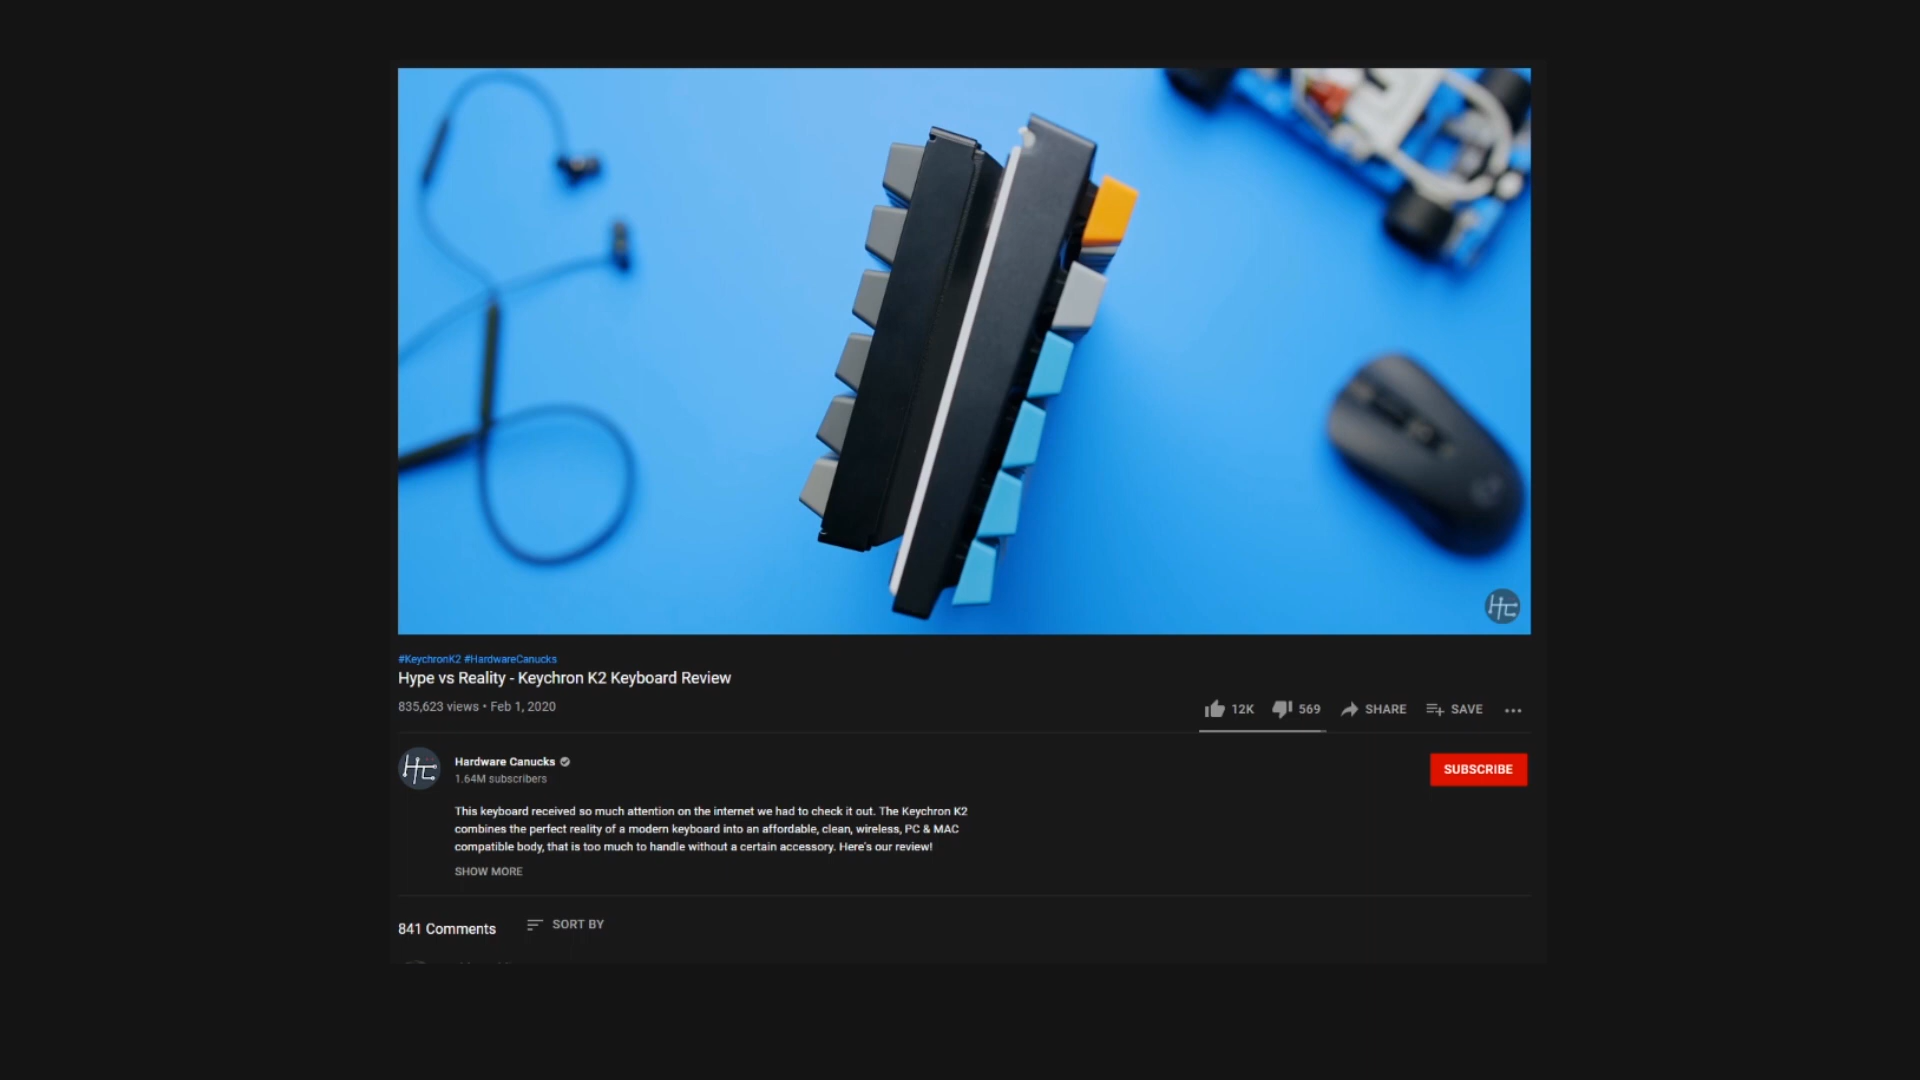 #KeychronK2 #HardwareCanucks
Hype vs Reality - Keychron K2 Keyboard Review
835,623 views • Feb 1, 2020
12K 569 SHARE SAVE
Hardware Canucks
1.64M subscribers
SUBSCRIBE
This keyboard received so much attention on the internet we had to check it out. The Keychron K2
combines the perfect reality of a modern keyboard into an affordable, clean, wireless, PC & MAC
compatible body, that is too much to handle without a certain accessory. Here's our review!
SHOW MORE
841 Comments SORT BY